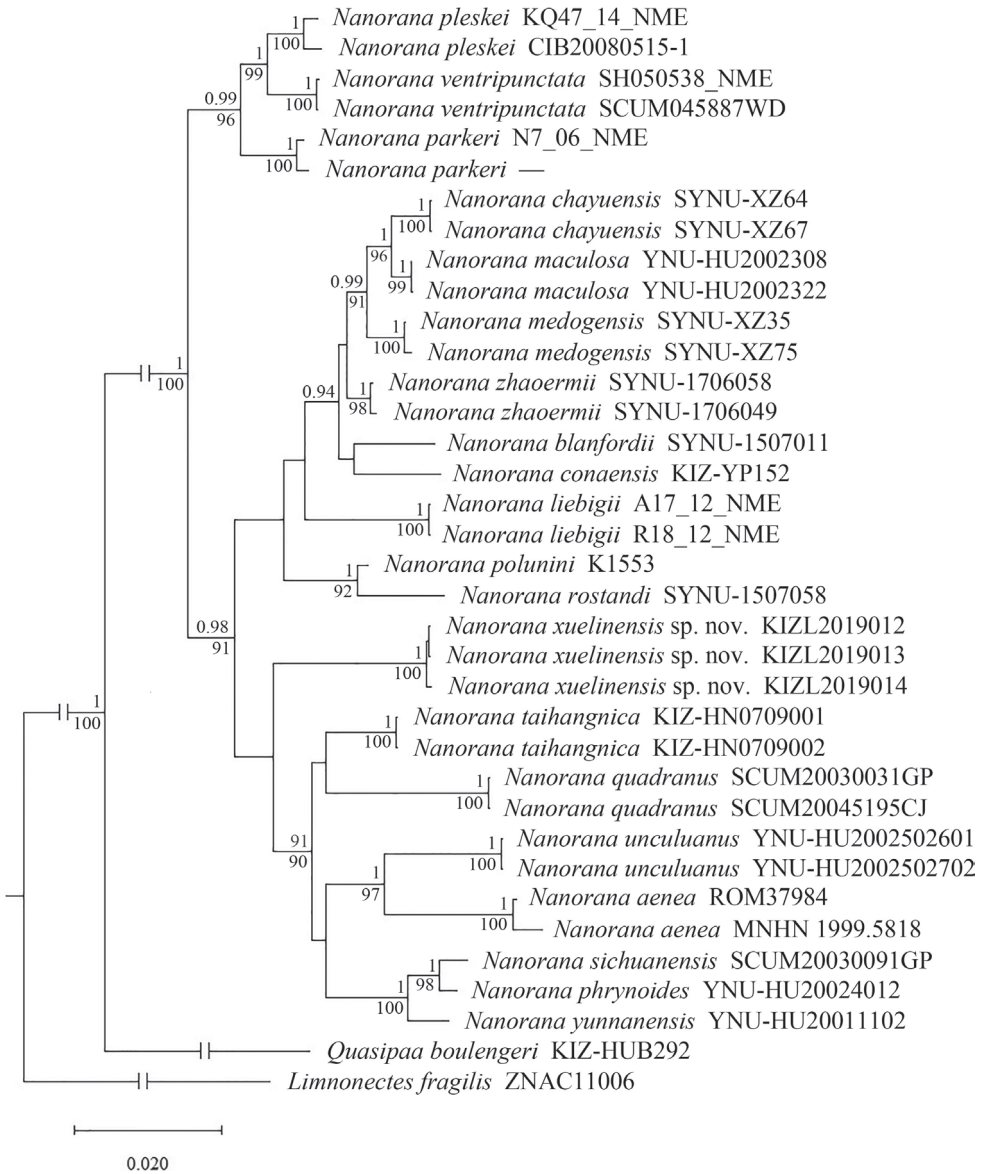 1
100
Nanorana pleskei KQ47_14_NME
Nanorana pleskei CIB20080515-1
1
99
1
100
Nanorana ventripunctata SH050538_NME
Nanorana ventripunctata SCUM045887WD
0.99
96
1
100
Nanorana parkeri N7_06_NME
Nanorana parkeri —
1
100
Nanorana chayuensis SYNU-XZ64
Nanorana chayuensis SYNU-XZ67
1
96
1
99
Nanorana maculosa YNU-HU2002308
Nanorana maculosa YNU-HU2002322
0.99
91
1
100
Nanorana medogensis SYNU-XZ35
Nanorana medogensis SYNU-XZ75
1
100
1
98
Nanorana zhaoermii SYNU-1706058
Nanorana zhaoermii SYNU-1706049
0.94
Nanorana blanfordii SYNU-1507011
Nanorana conaensis KIZ-YP152
100
Nanorana liebigii A17_12_NME
Nanorana liebigii R18_12_NME
1
92
Nanorana polunini K1553
Nanorana rostandi SYNU-1507058
0.98
91
1
100
Nanorana xuelinensis sp. nov. KIZL2019012
Nanorana xuelinensis sp. nov. KIZL2019013
Nanorana xuelinensis sp. nov. KIZL2019014
1
100
1
100
Nanorana taihangnica KIZ-HN0709001
Nanorana taihangnica KIZ-HN0709002
1
100
Nanorana quadranus SCUM20030031GP
Nanorana quadranus SCUM20045195CJ
91
90
1
100
Nanorana unculuanus YNU-HU2002502601
Nanorana unculuanus YNU-HU2002502702
1
97
1
100
Nanorana aenea ROM37984
Nanorana aenea MNHN 1999.5818
1
98
Nanorana sichuanensis SCUM20030091GP
Nanorana phrynoides YNU-HU20024012
1
100
Nanorana yunnanensis YNU-HU20011102
Quasipaa boulengeri KIZ-HUB292
Limnonectes fragilis ZNAC11006
0.020